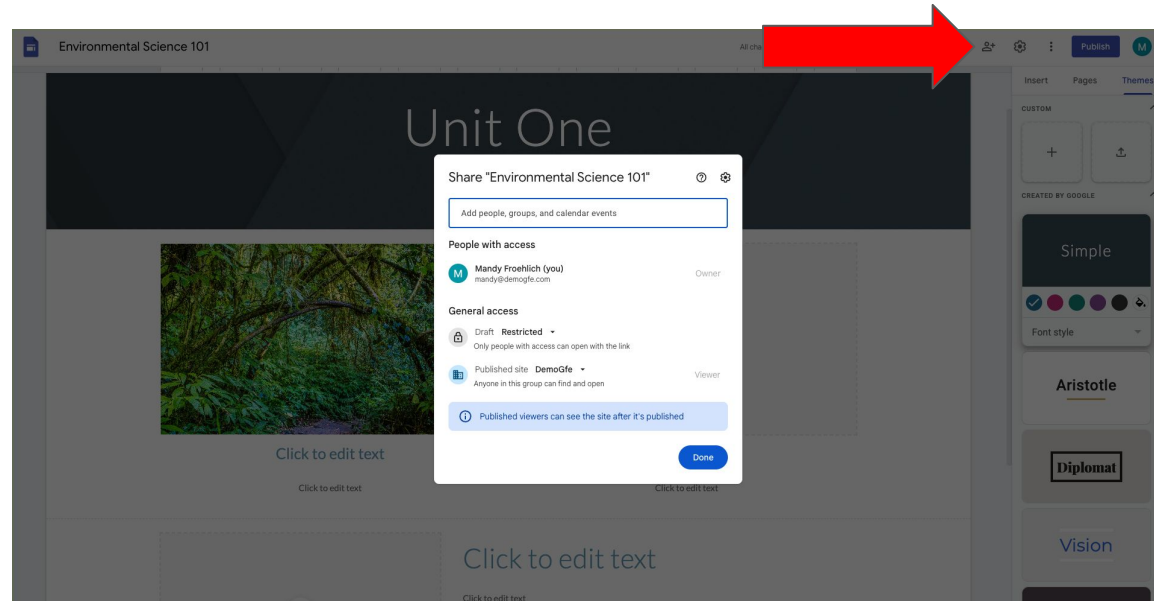 Environmental Science 101
All cha
Publish
M
Insert Pages Themes
Unit One
CUSTOM
CREATED BY GOOGLE
Simple
Font style
Aristotle
Diplomat
Vision
Share "Environmental Science 101"
Add people, groups, and calendar events
People with access
M
Mandy Froehlich (you)
mandy@demogfe.com
Owner
General access
Draft Restricted
Only people with access can open with the link
Published site DemoGfe
Anyone in this group can find and open
Viewer
Published viewers can see the site after it's published
Done
Click to edit text
Click to edit text
Click to edit text
Click to edit text
Click to edit text